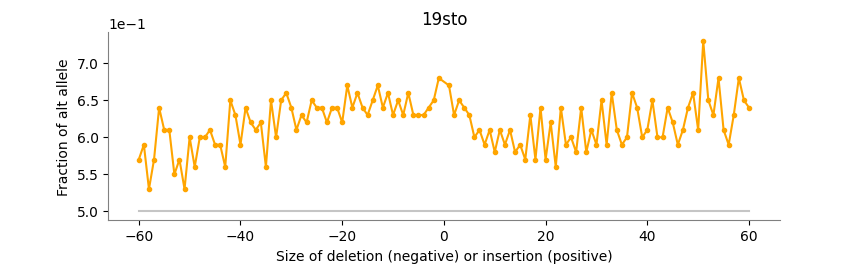 19sto
1e−1
Fraction of alt allele
7.0
6.5
6.0
5.5
5.0
−60 −40 −20 0 20 40 60
Size of deletion (negative) or insertion (positive)